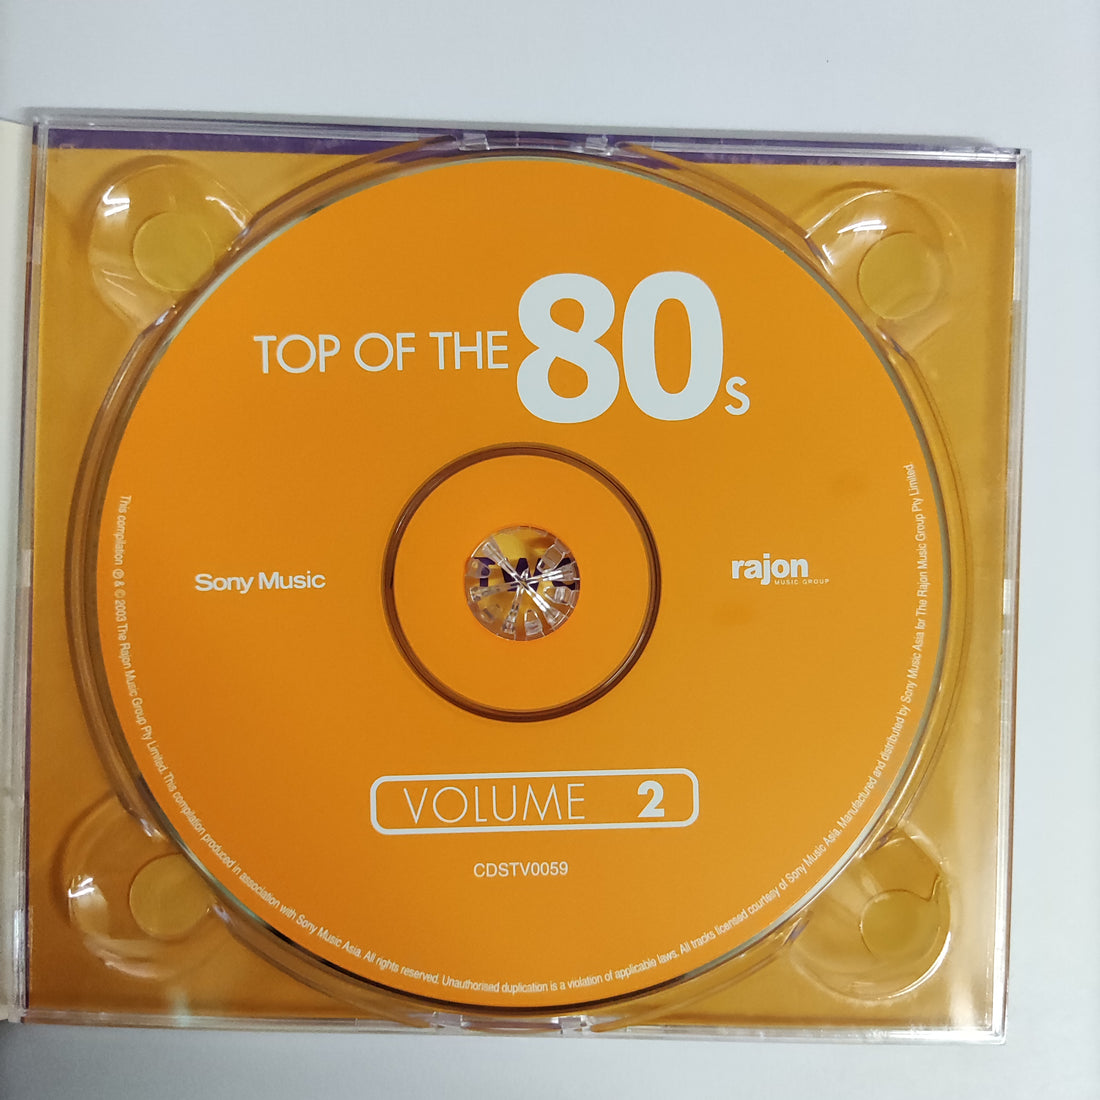 TOP OF THE 80s
Sony Music
rajon
MUSIC GROUP
VOLUME 2
CDSTV0059
This compilation ℗ & © 2003 The Rajon Music Group Pty Limited. This compilation produced in association with Sony Music Asia. All rights reserved. Unauthorised duplication is a violation of applicable laws. All tracks licensed courtesy of Sony Music Asia. Manufactured and distributed by Sony Music Asia for The Rajon Music Group Pty Limited.